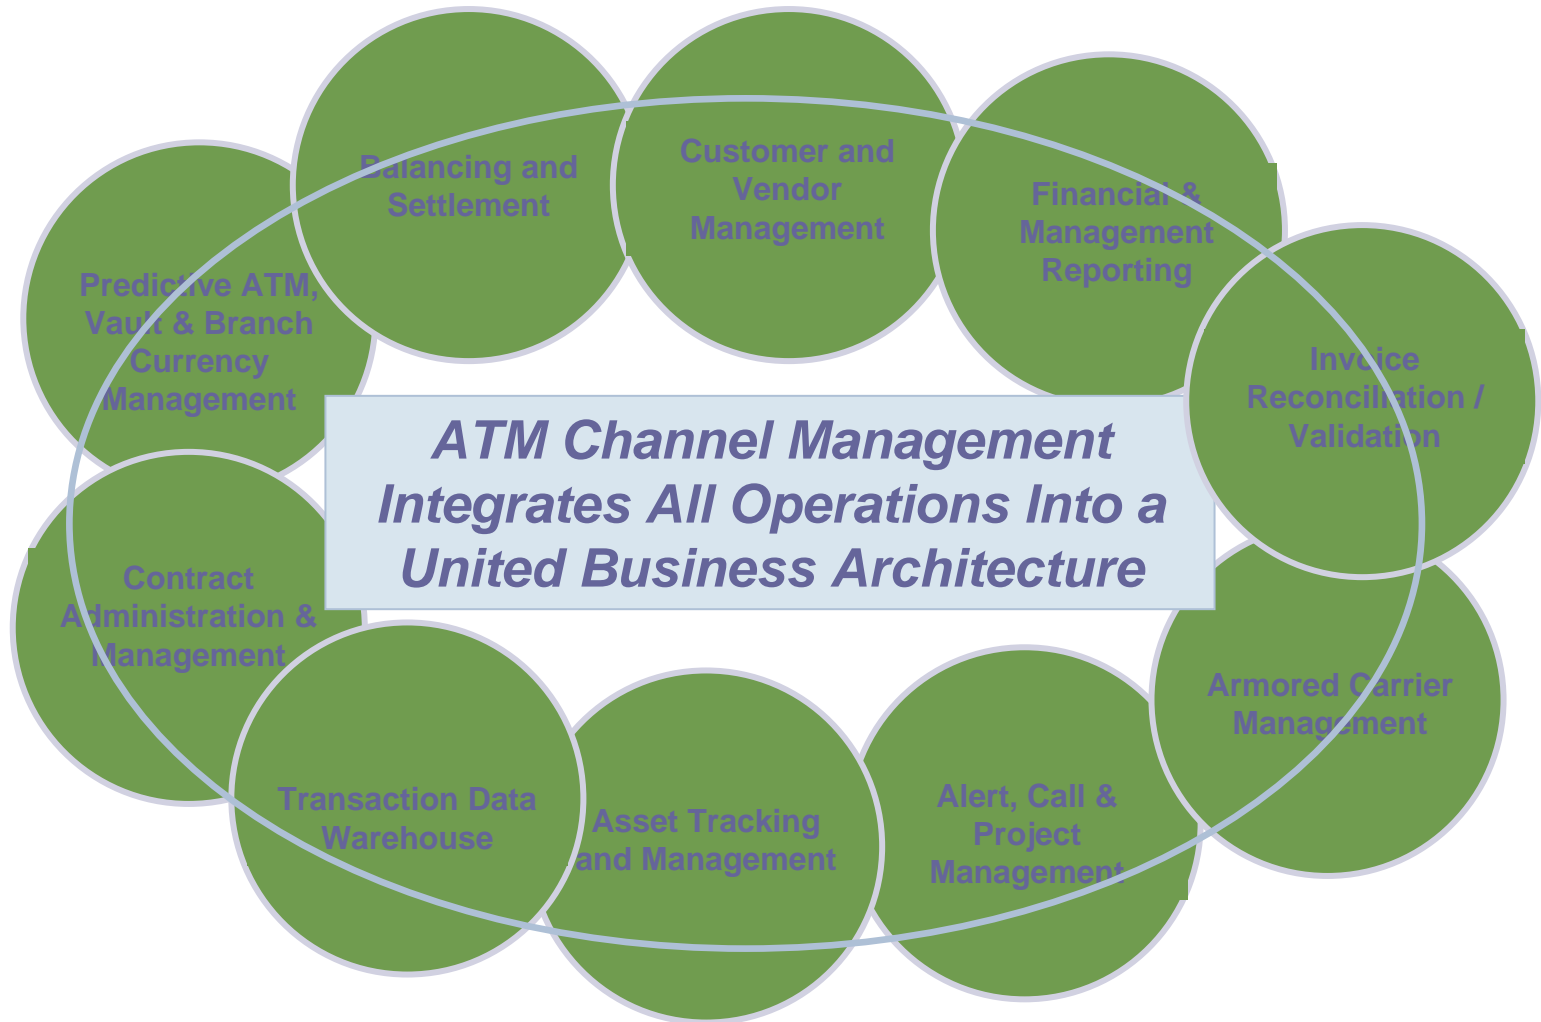 Balancing and
Settlement
Customer and
Vendor
Management
Financial &
Management
Reporting
Predictive ATM,
Vault & Branch
Currency
Management
Invoice
Reconciliation /
Validation
ATM Channel Management
Integrates All Operations Into a
United Business Architecture
Contract
Administration &
Management
Armored Carrier
Management
Transaction Data
Warehouse
Asset Tracking
and Management
Alert, Call &
Project
Management